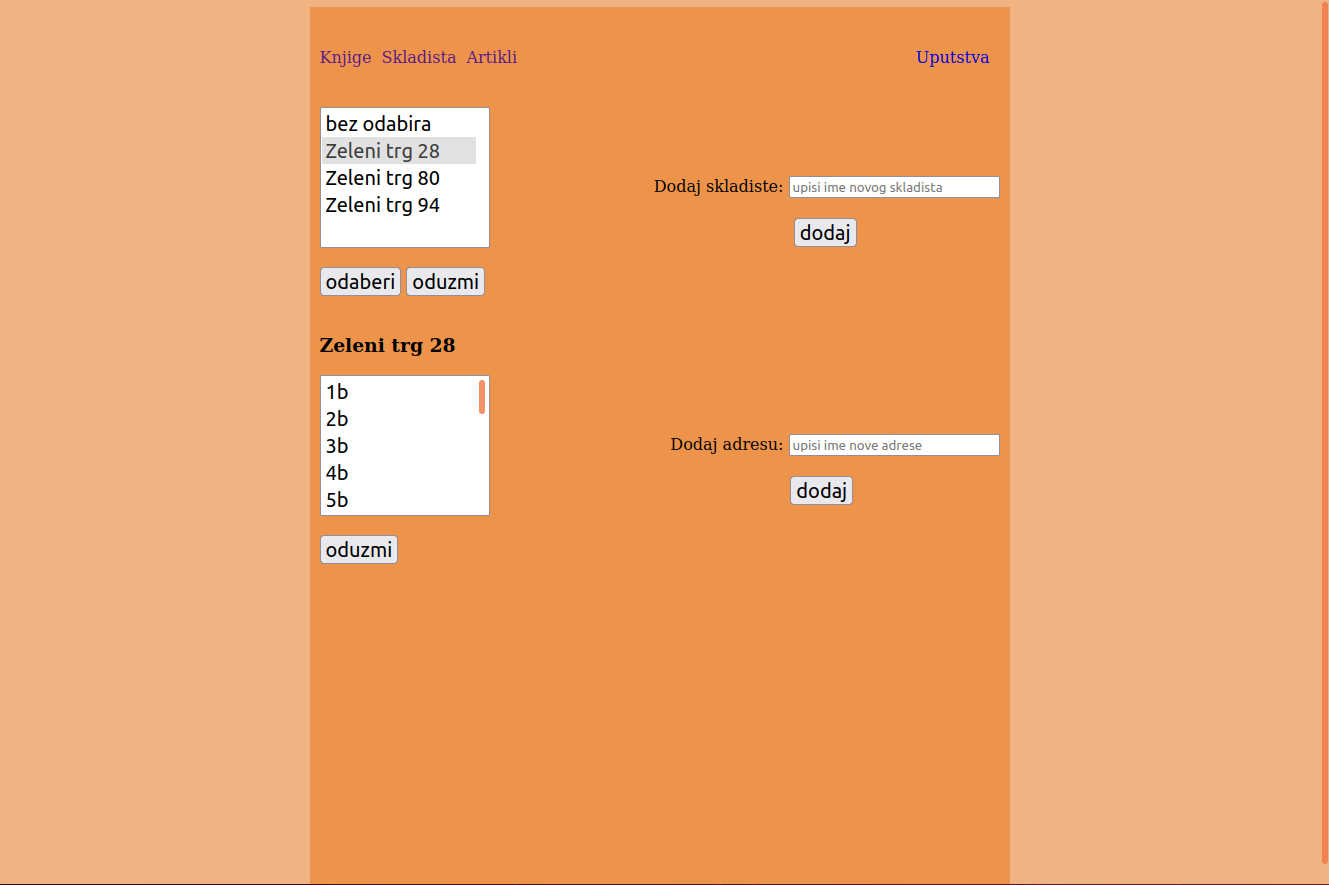 Knjige Skladista Artikli Uputstva
bez odabira
Zeleni trg 28
Zeleni trg 80
Zeleni trg 94
Dodaj skladiste: upisi ime novog skladista
dodaj
odaberi oduzmi
Zeleni trg 28
1b
2b
3b
4b
5b
Dodaj adresu: upisi ime nove adrese
dodaj
oduzmi